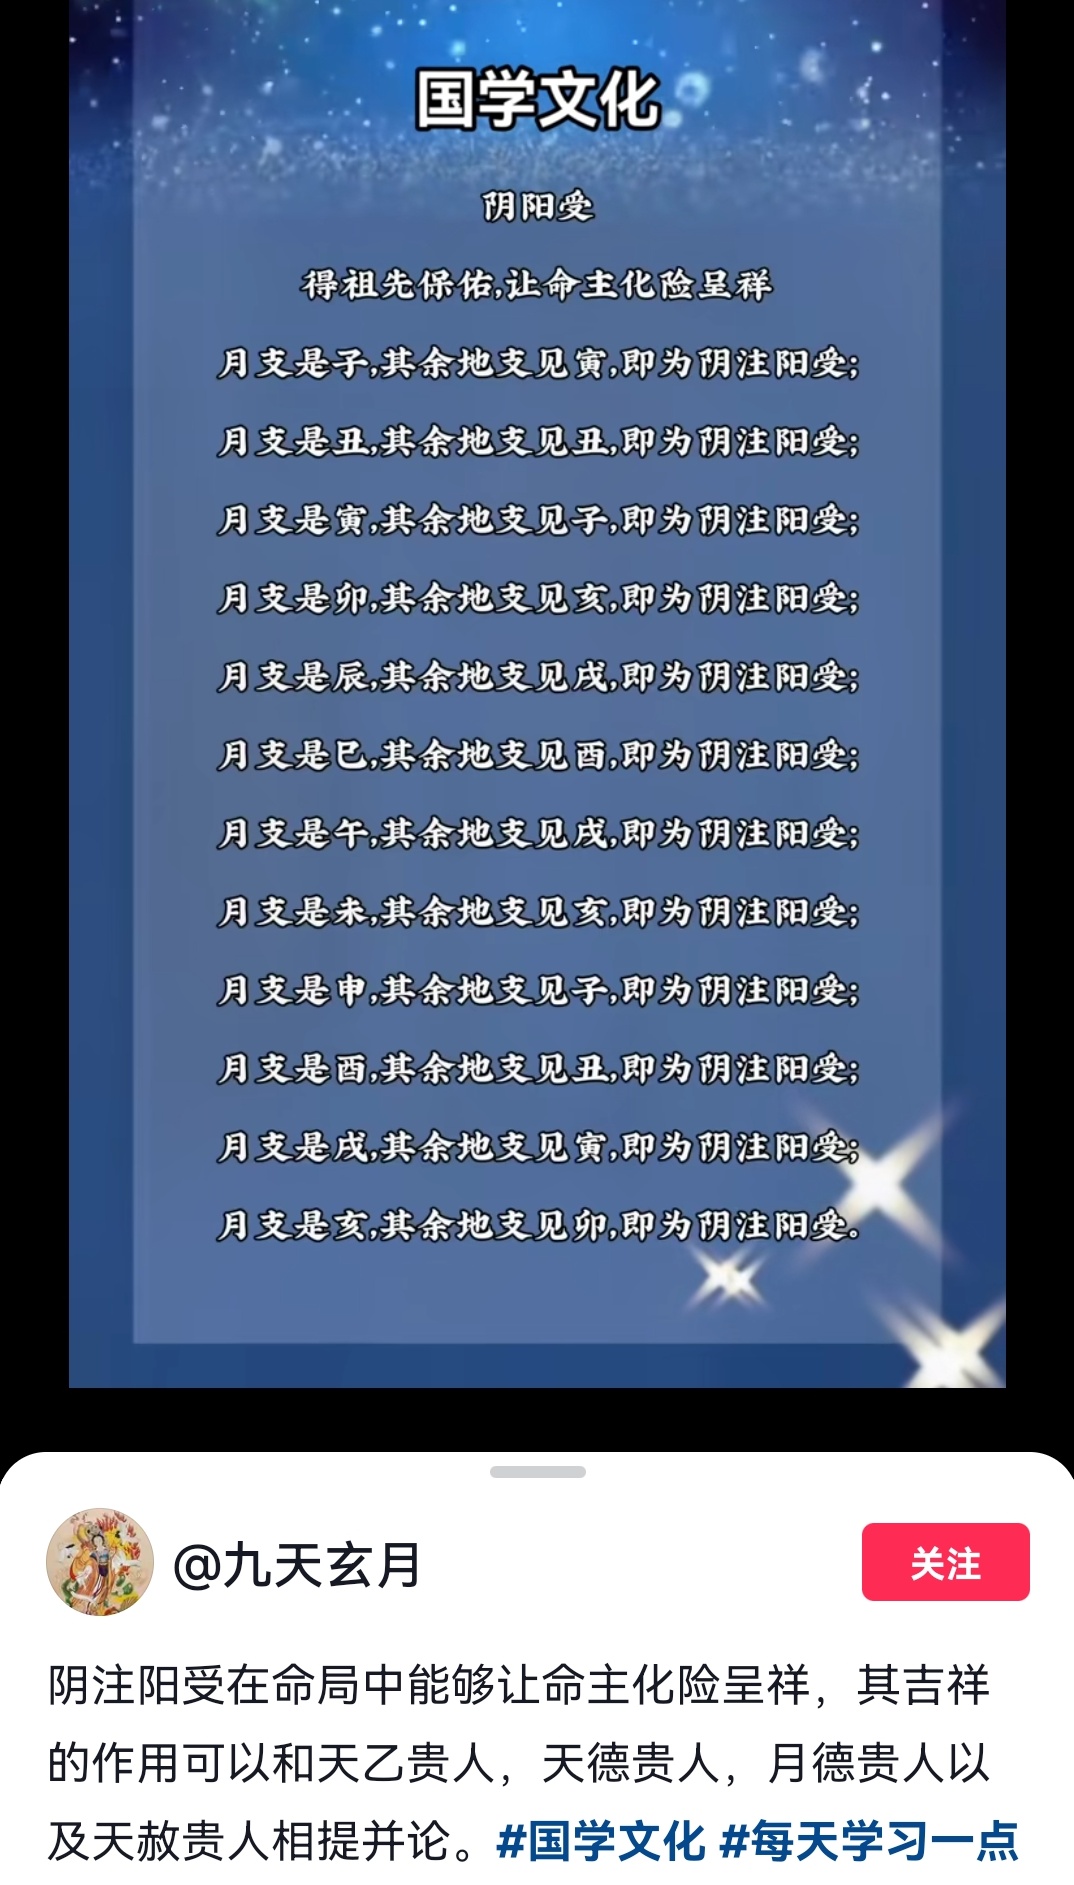 国学文化
阴阳受
得祖先保佑,让命主化险呈祥
月支是子,其余地支见寅,即为阴注阳受;
月支是丑,其余地支见丑,即为阴注阳受;
月支是寅,其余地支见子,即为阴注阳受;
月支是卯,其余地支见亥,即为阴注阳受;
月支是辰,其余地支见戌,即为阴注阳受;
月支是巳,其余地支见酉,即为阴注阳受;
月支是午,其余地支见戌,即为阴注阳受;
月支是未,其余地支见亥,即为阴注阳受;
月支是申,其余地支见子,即为阴注阳受;
月支是酉,其余地支见丑,即为阴注阳受;
月支是戌,其余地支见寅,即为阴注阳受;
月支是亥,其余地支见卯,即为阴注阳受。
@九天玄月
关注
阴注阳受在命局中能够让命主化险呈祥，其吉祥
的作用可以和天乙贵人，天德贵人，月德贵人以
及天赦贵人相提并论。#国学文化 #每天学习一点